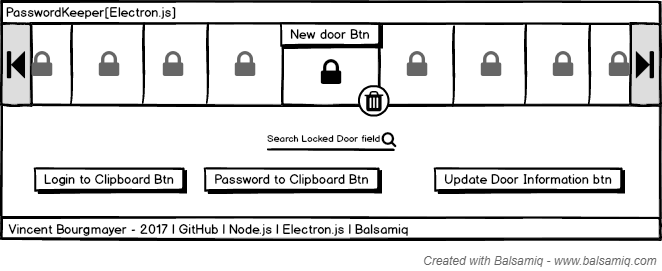 PasswordKeeper[Electron.js]
New door Btn
Search Locked Door field
Login to Clipboard Btn
Password to Clipboard Btn
Update Door Information btn
Vincent Bourgmayer - 2017 | GitHub | Node.js | Electron.js | Balsamiq
Created with Balsamiq - www.balsamiq.com